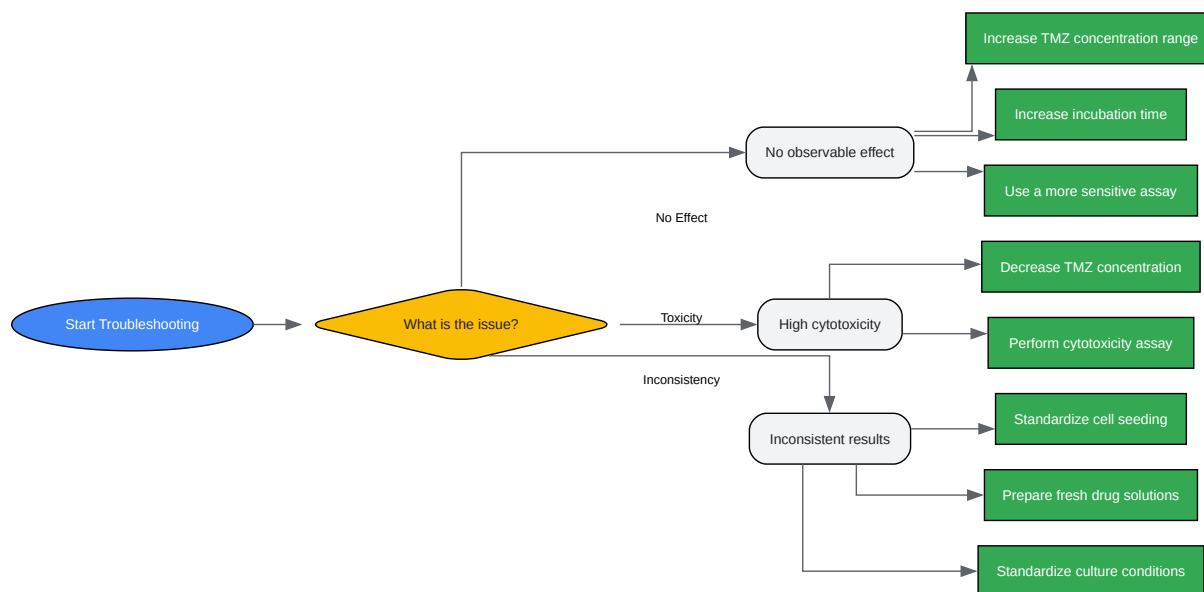 Increase TMZ concentration range
Increase incubation time
No observable effect
Use a more sensitive assay
No Effect
Decrease TMZ concentration
Start Troubleshooting
What is the issue?
Toxicity
High cytotoxicity
Perform cytotoxicity assay
Inconsistency
Standardize cell seeding
Inconsistent results
Prepare fresh drug solutions
Standardize culture conditions